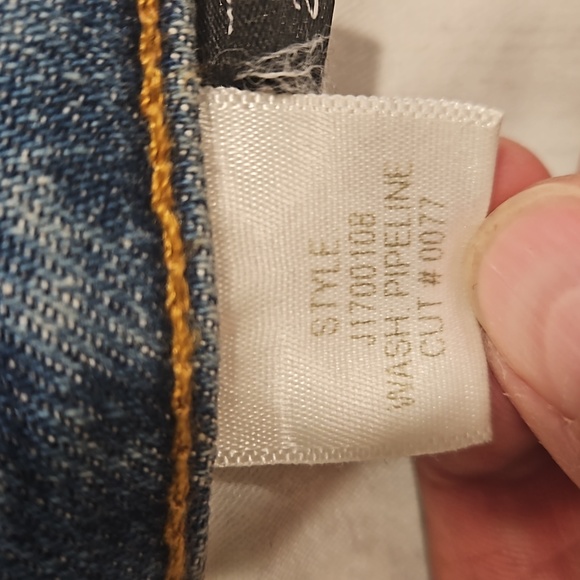 STYLE
J1700108
WASH PIPELINE
CUT # 0077